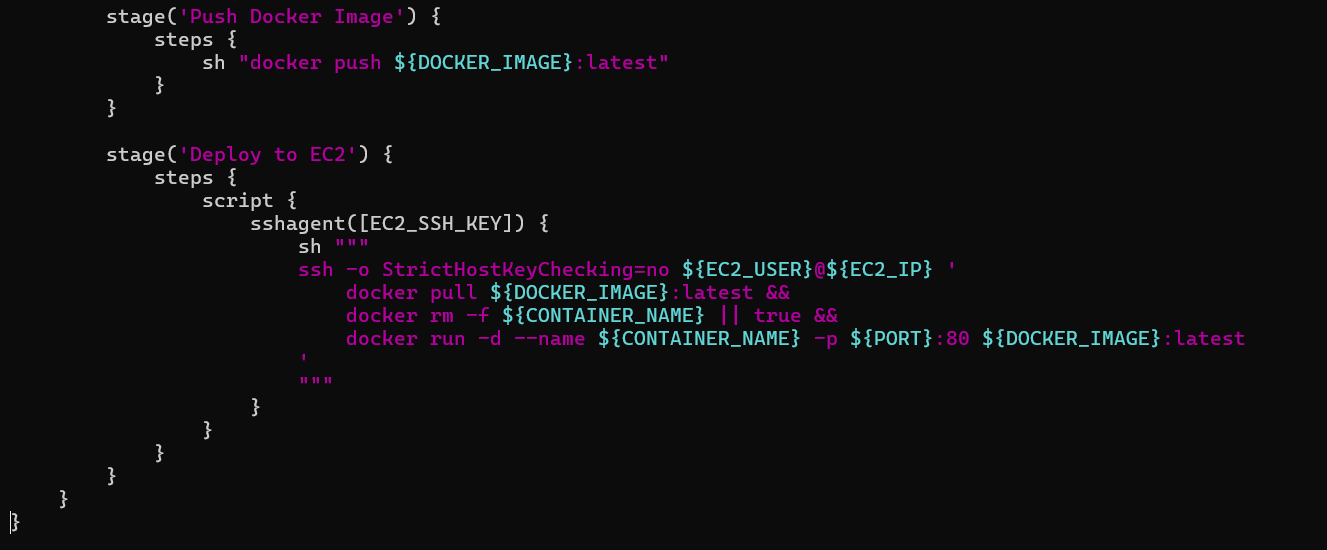 stage('Push Docker Image') {
            steps {
                sh "docker push ${DOCKER_IMAGE}:latest"
            }
        }

        stage('Deploy to EC2') {
            steps {
                script {
                    sshagent([EC2_SSH_KEY]) {
                        sh """
                        ssh -o StrictHostKeyChecking=no ${EC2_USER}@${EC2_IP} '
                            docker pull ${DOCKER_IMAGE}:latest &&
                            docker rm -f ${CONTAINER_NAME} || true &&
                            docker run -d --name ${CONTAINER_NAME} -p ${PORT}:80 ${DOCKER_IMAGE}:latest
                        '
                        """
                    }
                }
            }
        }
    }
}